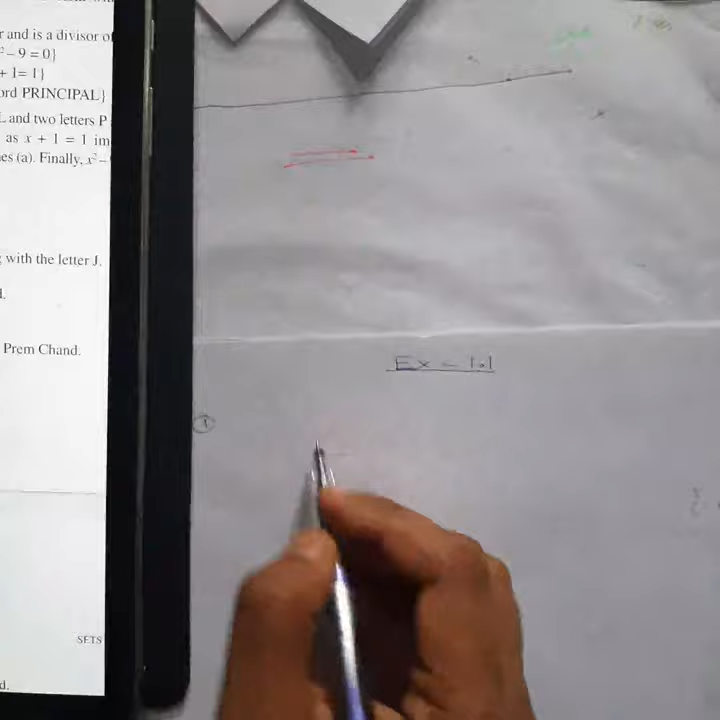 r and is a divisor of
² – 9 = 0}
+ 1= 1}
ord PRINCIPAL}
L and two letters P
as x + 1 = 1 im
es (a). Finally, x² –
with the letter J.
d.
Prem Chand.
SETS
d.
Ex – 1.1
①